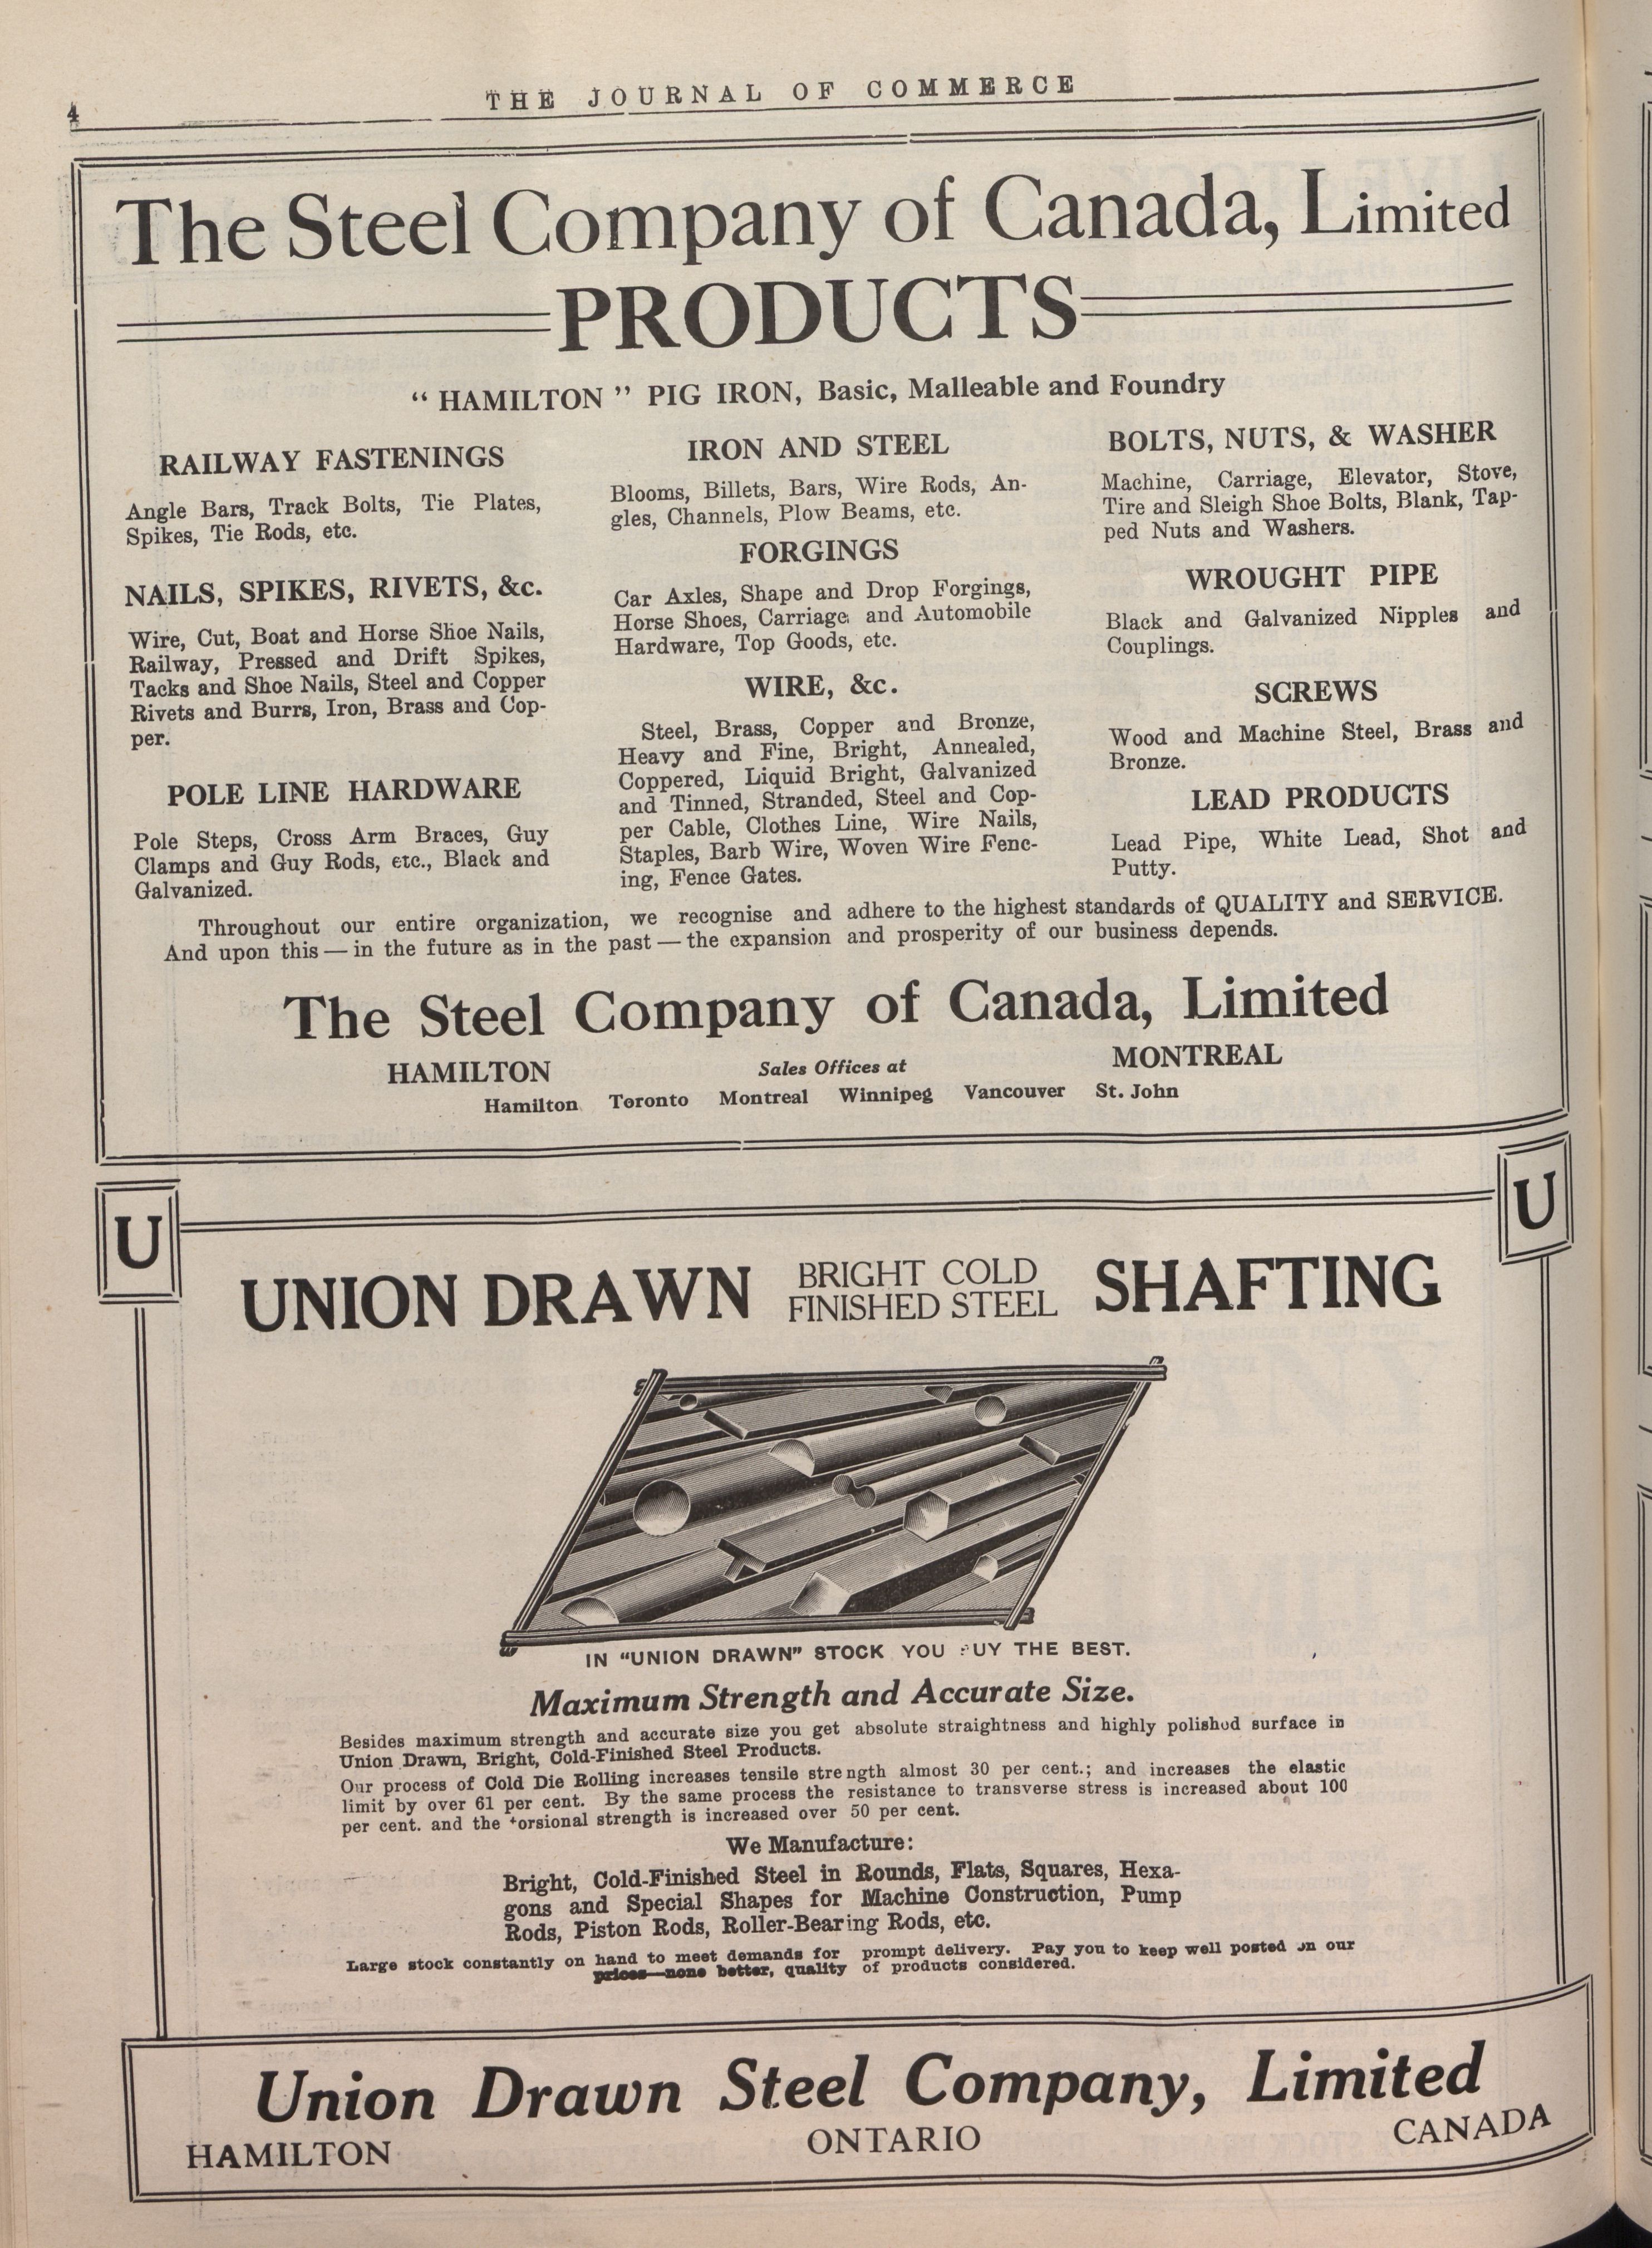 4
THE JOURNAL OF COMMERCE
The Steel Company of Canada, Limited
PRODUCTS
“ HAMILTON ” PIG IRON, Basic, Malleable and Foundry
RAILWAY FASTENINGS
Angle Bars, Track Bolts, Tie Plates,
Spikes, Tie Rods, etc.
NAILS, SPIKES, RIVETS, &c.
Wire, Cut, Boat and Horse Shoe Nails,
Railway, Pressed and Drift Spikes,
Tacks and Shoe Nails, Steel and Copper
Rivets and Burrs, Iron, Brass and Cop-
per.
POLE LINE HARDWARE
Pole Steps, Cross Arm Braces, Guy
Clamps and Guy Rods, etc., Black and
Galvanized.
IRON AND STEEL
Blooms, Billets, Bars, Wire Rods, An-
gles, Channels, Plow Beams, etc.
FORGINGS
Car Axles, Shape and Drop Forgings,
Horse Shoes, Carriage and Automobile
Hardware, Top Goods, etc.
WIRE, &c.
Steel, Brass, Copper and Bronze,
Heavy and Fine, Bright, Annealed,
Coppered, Liquid Bright, Galvanized
and Tinned, Stranded, Steel and Cop-
per Cable, Clothes Line, Wire Nails,
Staples, Barb Wire, Woven Wire Fenc-
ing, Fence Gates.
BOLTS, NUTS, & WASHER
Machine, Carriage, Elevator, Stove,
Tire and Sleigh Shoe Bolts, Blank, Tap-
ped Nuts and Washers.
WROUGHT PIPE
Black and Galvanized Nipples and
Couplings.
SCREWS
Wood and Machine Steel, Brass and
Bronze.
LEAD PRODUCTS
Lead Pipe, White Lead, Shot and
Putty.
Throughout our entire organization, we recognise and adhere to the highest standards of QUALITY and SERVICE.
And upon this — in the future as in the past — the expansion and prosperity of our business depends.
The Steel Company of Canada, Limited
HAMILTON Sales Offices at MONTREAL
Hamilton Toronto Montreal Winnipeg Vancouver St. John
U U
UNION DRAWN BRIGHT COLD FINISHED STEEL SHAFTING
IN “UNION DRAWN” STOCK YOU BUY THE BEST.
Maximum Strength and Accurate Size.
Besides maximum strength and accurate size you get absolute straightness and highly polished surface in
Union Drawn, Bright, Cold-Finished Steel Products.
Our process of Cold Die Rolling increases tensile strength almost 30 per cent.; and increases the elastic
limit by over 61 per cent. By the same process the resistance to transverse stress is increased about 100
per cent. and the torsional strength is increased over 50 per cent.
We Manufacture:
Bright, Cold-Finished Steel in Rounds, Flats, Squares, Hexa-
gons and Special Shapes for Machine Construction, Pump
Rods, Piston Rods, Roller-Bearing Rods, etc.
Large stock constantly on hand to meet demands for prompt delivery. Pay you to keep well posted on our
prices—none better, quality of products considered.
Union Drawn Steel Company, Limited
HAMILTON ONTARIO CANADA